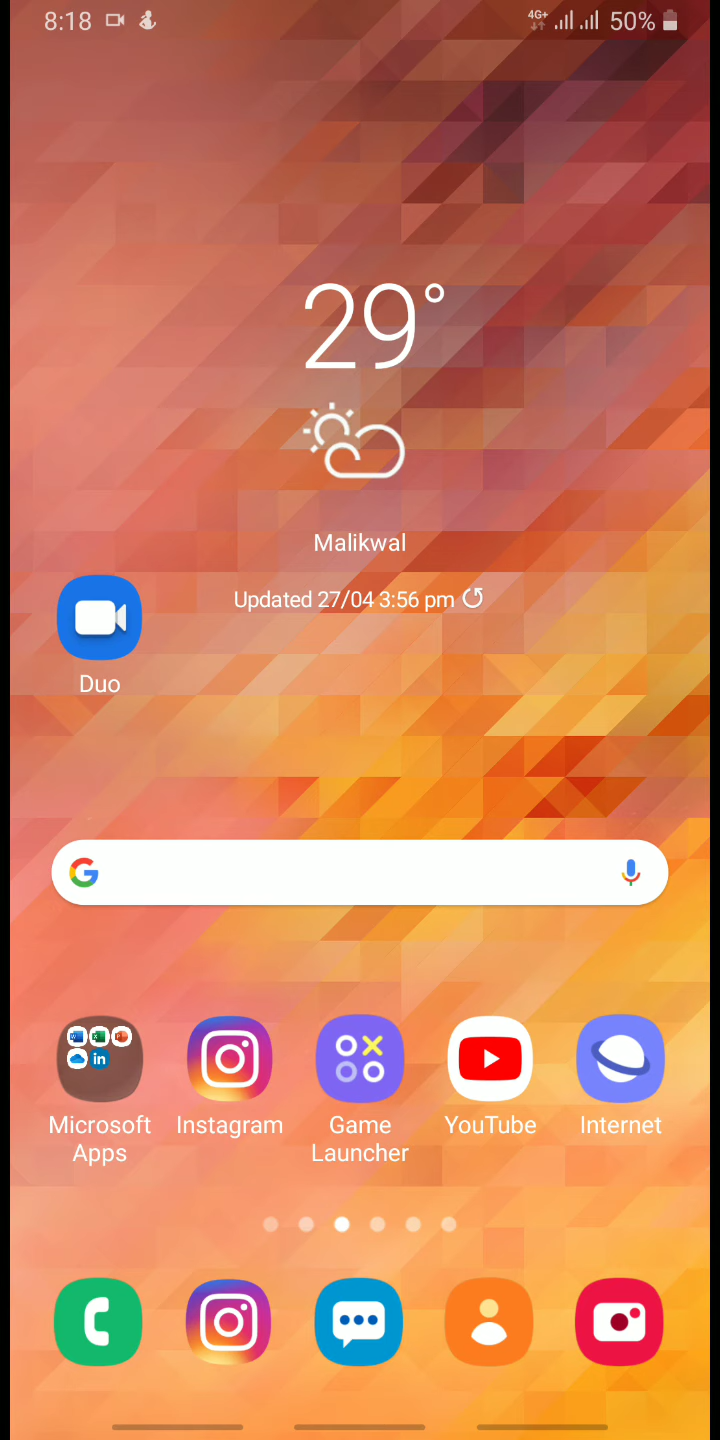 8:18 4G+ 50%
29°
Malikwal
Updated 27/04 3:56 pm
Duo
Microsoft Apps
Instagram
Game Launcher
YouTube
Internet